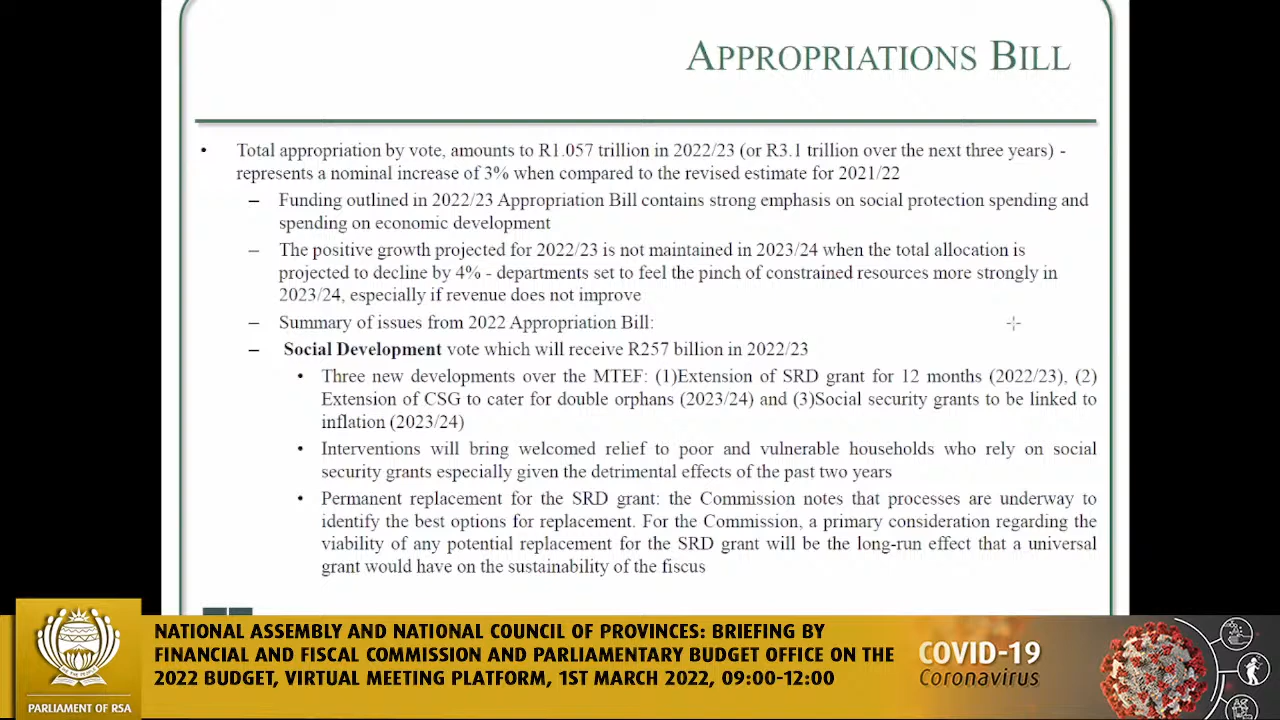 APPROPRIATIONS BILL
• Total appropriation by vote, amounts to R1.057 trillion in 2022/23 (or R3.1 trillion over the next three years) -
represents a nominal increase of 3% when compared to the revised estimate for 2021/22
– Funding outlined in 2022/23 Appropriation Bill contains strong emphasis on social protection spending and
spending on economic development
– The positive growth projected for 2022/23 is not maintained in 2023/24 when the total allocation is
projected to decline by 4% - departments set to feel the pinch of constrained resources more strongly in
2023/24, especially if revenue does not improve
– Summary of issues from 2022 Appropriation Bill:
– Social Development vote which will receive R257 billion in 2022/23
• Three new developments over the MTEF: (1)Extension of SRD grant for 12 months (2022/23), (2)
Extension of CSG to cater for double orphans (2023/24) and (3)Social security grants to be linked to
inflation (2023/24)
• Interventions will bring welcomed relief to poor and vulnerable households who rely on social
security grants especially given the detrimental effects of the past two years
• Permanent replacement for the SRD grant: the Commission notes that processes are underway to
identify the best options for replacement. For the Commission, a primary consideration regarding the
viability of any potential replacement for the SRD grant will be the long-run effect that a universal
grant would have on the sustainability of the fiscus
NATIONAL ASSEMBLY AND NATIONAL COUNCIL OF PROVINCES: BRIEFING BY
FINANCIAL AND FISCAL COMMISSION AND PARLIAMENTARY BUDGET OFFICE ON THE
2022 BUDGET, VIRTUAL MEETING PLATFORM, 1ST MARCH 2022, 09:00-12:00
PARLIAMENT OF RSA
COVID-19
Coronavirus